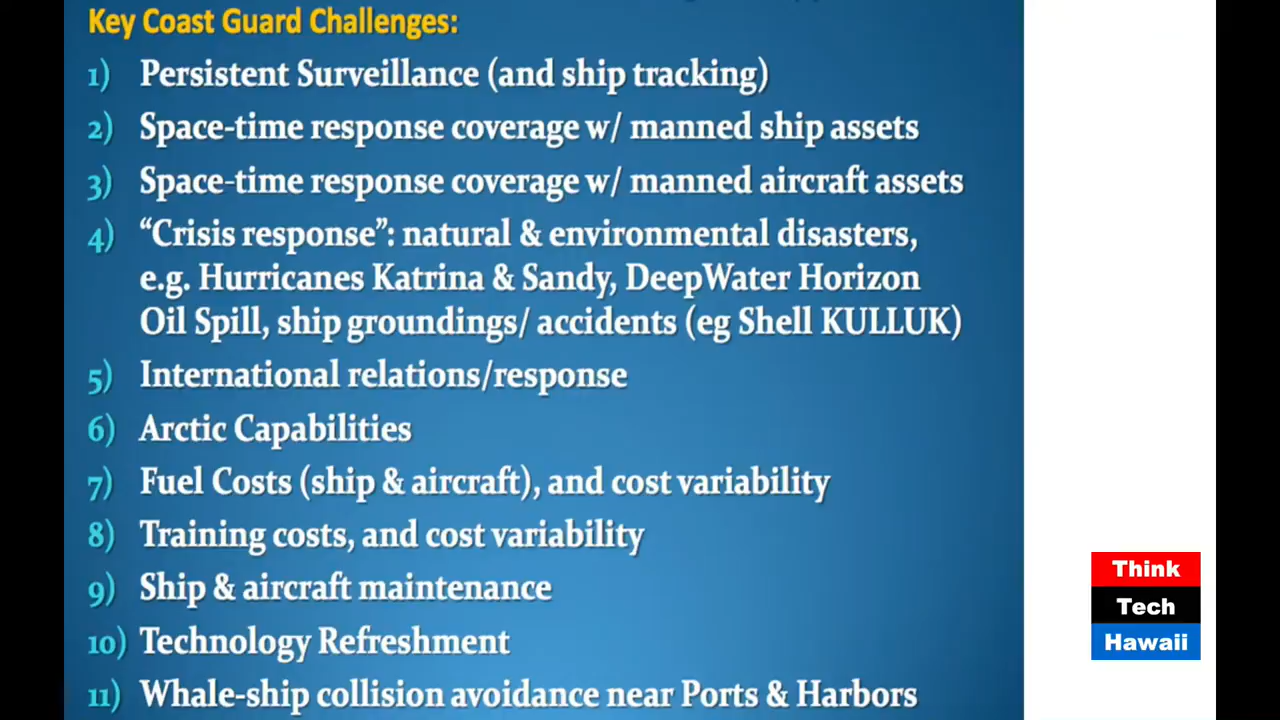 Key Coast Guard Challenges:
1) Persistent Surveillance (and ship tracking)
2) Space-time response coverage w/ manned ship assets
3) Space-time response coverage w/ manned aircraft assets
4) “Crisis response”: natural & environmental disasters,
e.g. Hurricanes Katrina & Sandy, DeepWater Horizon
Oil Spill, ship groundings/ accidents (eg Shell KULLUK)
5) International relations/response
6) Arctic Capabilities
7) Fuel Costs (ship & aircraft), and cost variability
8) Training costs, and cost variability
9) Ship & aircraft maintenance
10) Technology Refreshment
11) Whale-ship collision avoidance near Ports & Harbors
Think
Tech
Hawaii